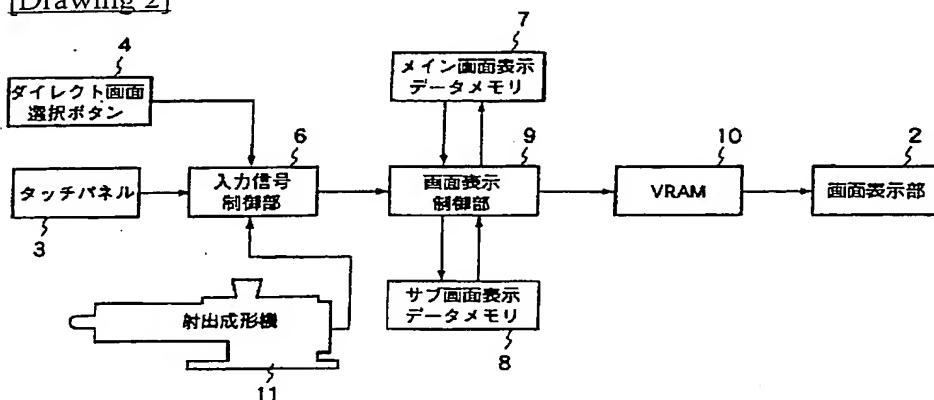 [Drawing 2]
4
ダイレクト画面
選択ボタン
タッチパネル
3
6
入力信号
制御部
射出成形機
11
7
メイン画面表示
データメモリ
9
画面表示
制御部
サブ画面表示
データメモリ
8
10
VRAM
2
画面表示部